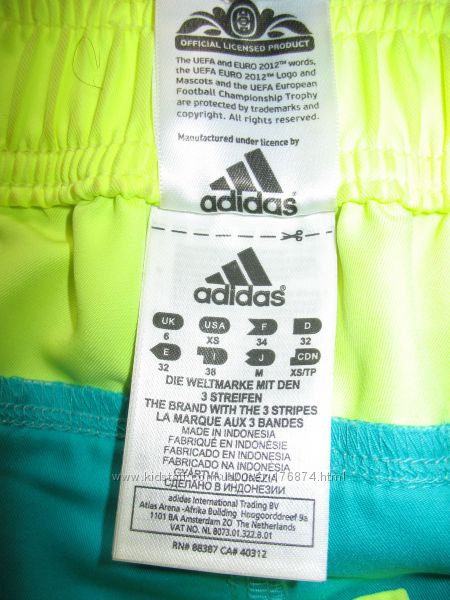 OFFICIAL LICENSED PRODUCT
The UEFA and EURO 2012™ words,
the UEFA EURO 2012™ Logo and
Mascots and the UEFA European
Football Championship Trophy
are protected by trademarks and
copyrights. All rights reserved.
Manufactured under licence by
adidas
adidas
UK USA F D
6 XS 34 32
E I J CDN
32 38 M XS/TP
DIE WELTMARKE MIT DEN
3 STREIFEN
THE BRAND WITH THE 3 STRIPES
LA MARQUE AUX 3 BANDES
MADE IN INDONESIA
FABRIQUÉ EN INDONÉSIE
FABRICADO EN INDONESIA
FABRICADO NA INDONÉSIA
GYÁRTVA INDONÉZIA
СДЕЛАНО В ИНДОНЕЗИИ
adidas International Trading BV
Atlas Arena -Afrika Building Hoogoorddreef 9a
1101 BA Amsterdam ZO The Netherlands
VAT NO. NL 8073.01.322.B.01
RN# 88387 CA# 40312